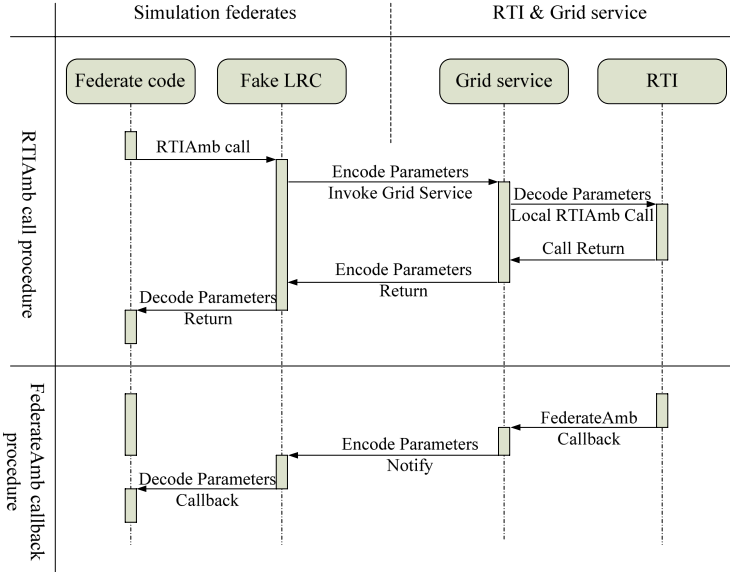 Simulation federates
RTI & Grid service
Federate code
Fake LRC
Grid service
RTI
RTIAmb call procedure
RTIAmb call
Encode Parameters
Invoke Grid Service
Decode Parameters
Local RTIAmb Call
Call Return
Encode Parameters
Return
Decode Parameters
Return
FederateAmb callback
procedure
FederateAmb
Callback
Encode Parameters
Notify
Decode Parameters
Callback